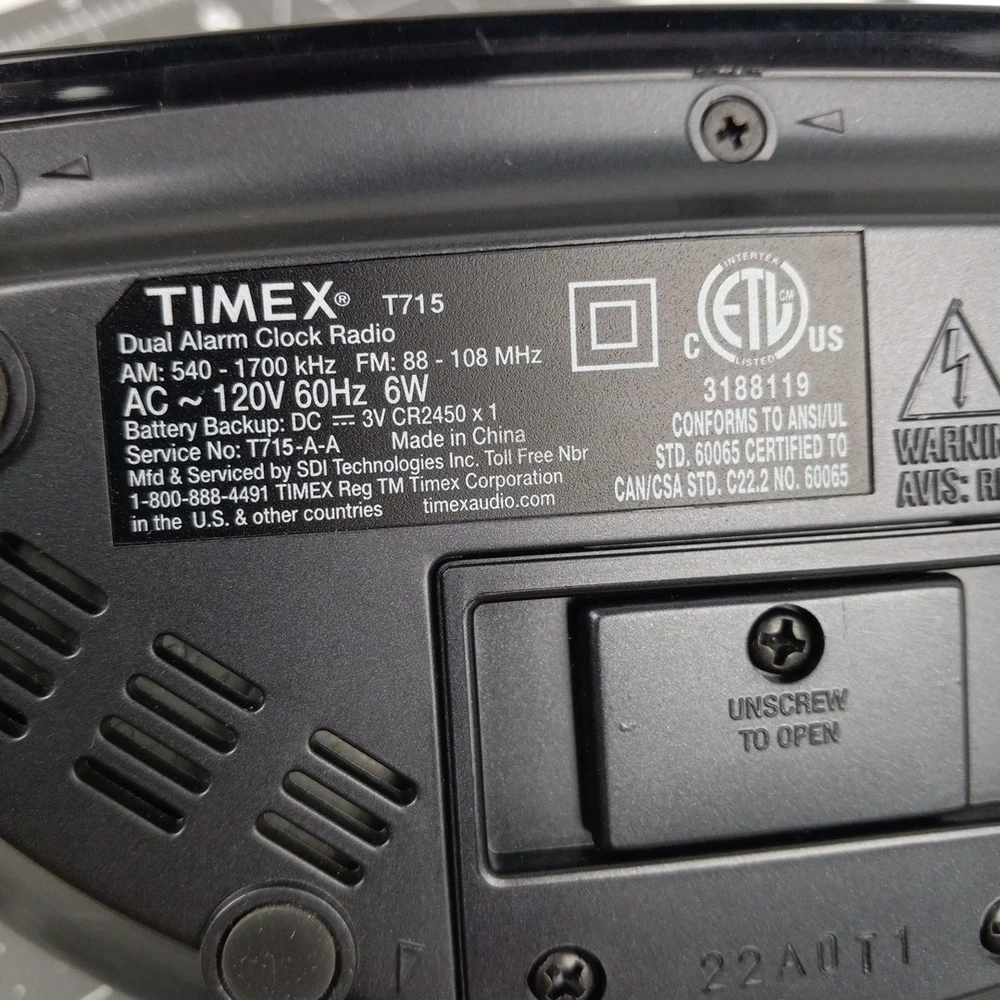 TIMEX® T715
Dual Alarm Clock Radio
AM: 540 - 1700 kHz FM: 88 - 108 MHz
AC ~ 120V 60Hz 6W
Battery Backup: DC ⎓ 3V CR2450 x 1
Service No: T715-A-A Made in China
Mfd & Serviced by SDI Technologies Inc. Toll Free Nbr
1-800-888-4491 TIMEX Reg TM Timex Corporation
in the U.S. & other countries timexaudio.com
INTERTEK
ETL CM
C US
LISTED
3188119
CONFORMS TO ANSI/UL
STD. 60065 CERTIFIED TO
CAN/CSA STD. C22.2 NO. 60065
WARNIN
AVIS: RI
UNSCREW
TO OPEN
22A0T1